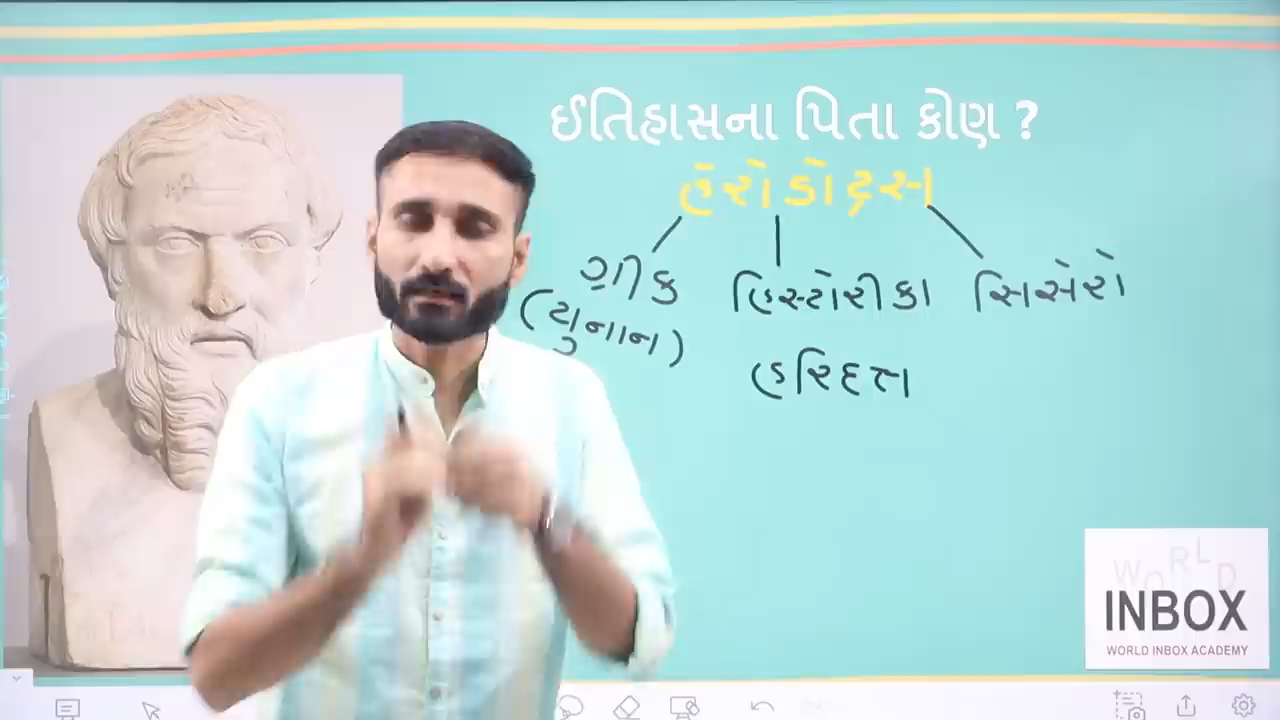 ઈતિહાસના પિતા કોણ ?
હેરોડોટ્સ
ગ્રીક હિસ્ટોરીકા સિસેરો
(યુનાન)
હરિદત્ત
WORLD
INBOX
WORLD INBOX ACADEMY